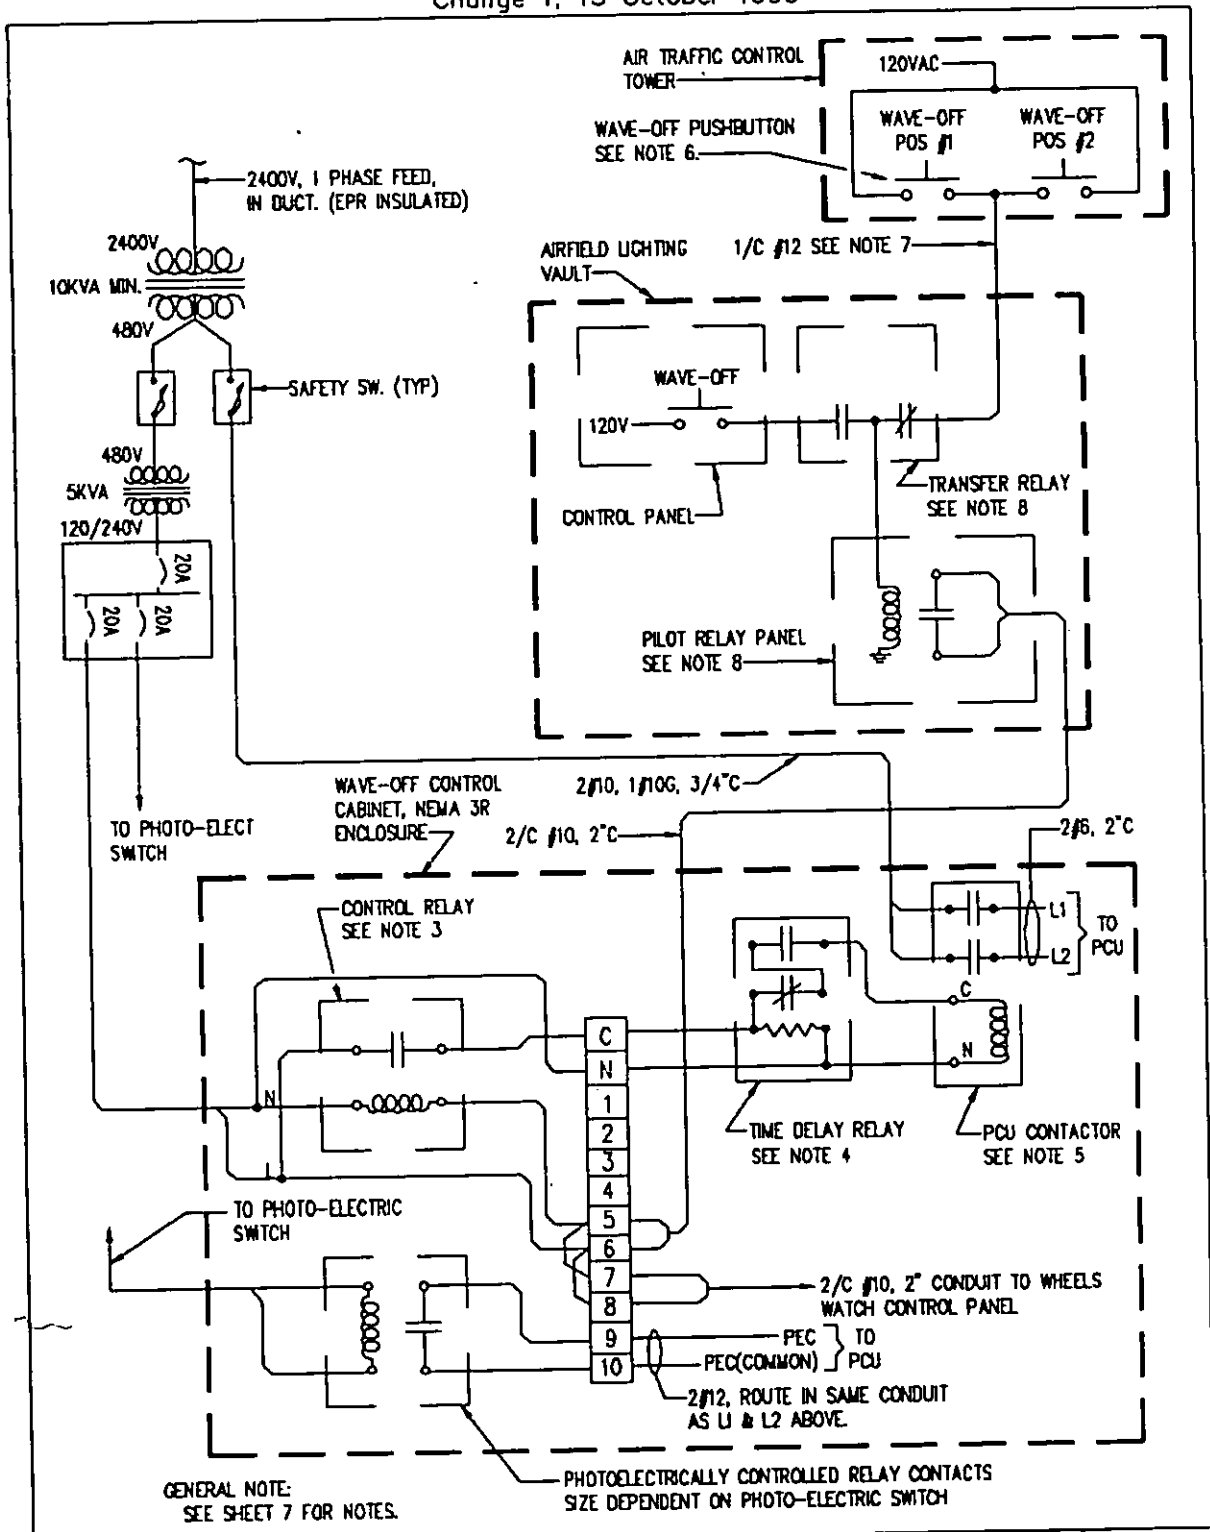 AIR TRAFFIC CONTROL
TOWER
120VAC
WAVE-OFF
POS #1
WAVE-OFF
POS #2
WAVE-OFF PUSHBUTTON
SEE NOTE 6.
2400V, 1 PHASE FEED,
IN DUCT. (EPR INSULATED)
2400V
10KVA MIN.
480V
AIRFIELD LIGHTING
VAULT
1/C #12 SEE NOTE 7
SAFETY SW. (TYP)
WAVE-OFF
120V
480V
5KVA
120/240V
CONTROL PANEL
TRANSFER RELAY
SEE NOTE 8
20A
20A
20A
PILOT RELAY PANEL
SEE NOTE 8
TO PHOTO-ELECT
SWITCH
WAVE-OFF CONTROL
CABINET, NEMA 3R
ENCLOSURE
2#10, 1#10G, 3/4"C
2/C #10, 2"C
2#6, 2"C
CONTROL RELAY
SEE NOTE 3
L1
L2
TO
PCU
C
N
C
N
1
2
3
4
5
6
7
8
9
10
N
L
TIME DELAY RELAY
SEE NOTE 4
PCU CONTACTOR
SEE NOTE 5
TO PHOTO-ELECTRIC
SWITCH
2/C #10, 2" CONDUIT TO WHEELS
WATCH CONTROL PANEL
PEC
PEC(COMMON)
TO
PCU
2#12, ROUTE IN SAME CONDUIT
AS L1 & L2 ABOVE.
PHOTOELECTRICALLY CONTROLLED RELAY CONTACTS
SIZE DEPENDENT ON PHOTO-ELECTRIC SWITCH
GENERAL NOTE:
SEE SHEET 7 FOR NOTES.